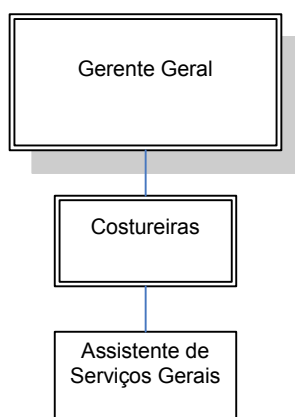 Gerente Geral
Costureiras
Assistente de
Serviços Gerais